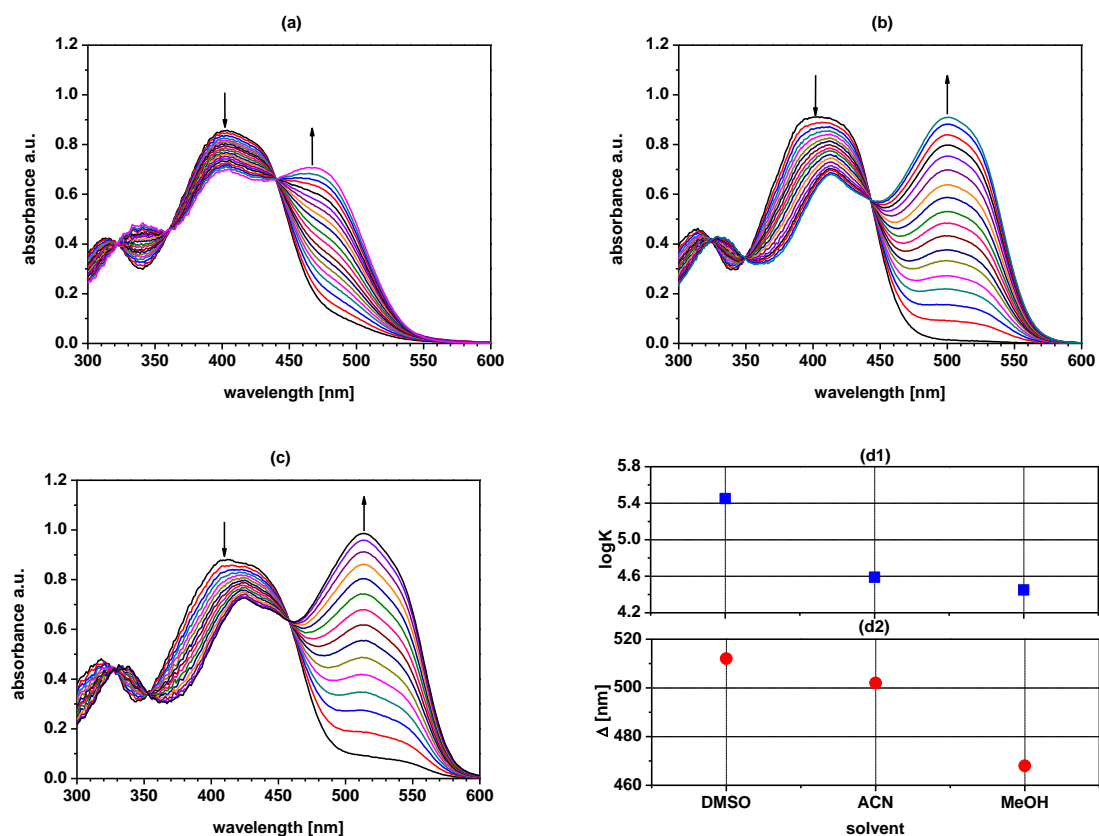 (a)
1.2
1.0
0.8
0.6
0.4
0.2
0.0
absorbance a.u.
300 350 400 450 500 550 600
wavelength [nm]
(b)
1.2
1.0
0.8
0.6
0.4
0.2
0.0
absorbance a.u.
300 350 400 450 500 550 600
wavelength [nm]
(c)
1.2
1.0
0.8
0.6
0.4
0.2
0.0
absorbance a.u.
300 350 400 450 500 550 600
wavelength [nm]
(d1)
5.8
5.4
5.0
4.6
4.2
logK
(d2)
520
500
480
460
Δ [nm]
DMSO ACN MeOH
solvent